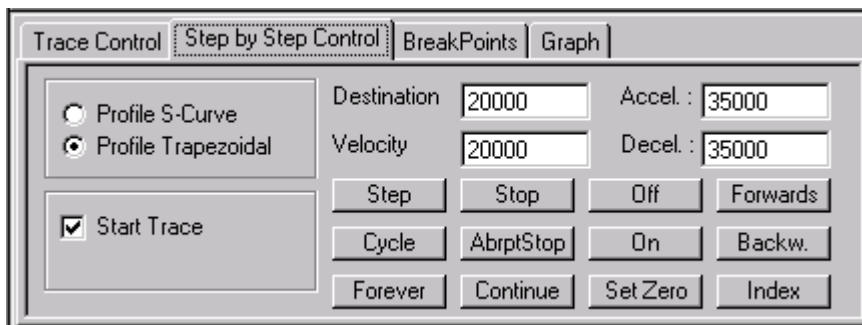 Trace Control Step by Step Control BreakPoints Graph
Profile S-Curve
Profile Trapezoidal
Start Trace
Destination 20000 Accel. : 35000
Velocity 20000 Decel. : 35000
Step Stop Off Forwards
Cycle AbrptStop On Backw.
Forever Continue Set Zero Index